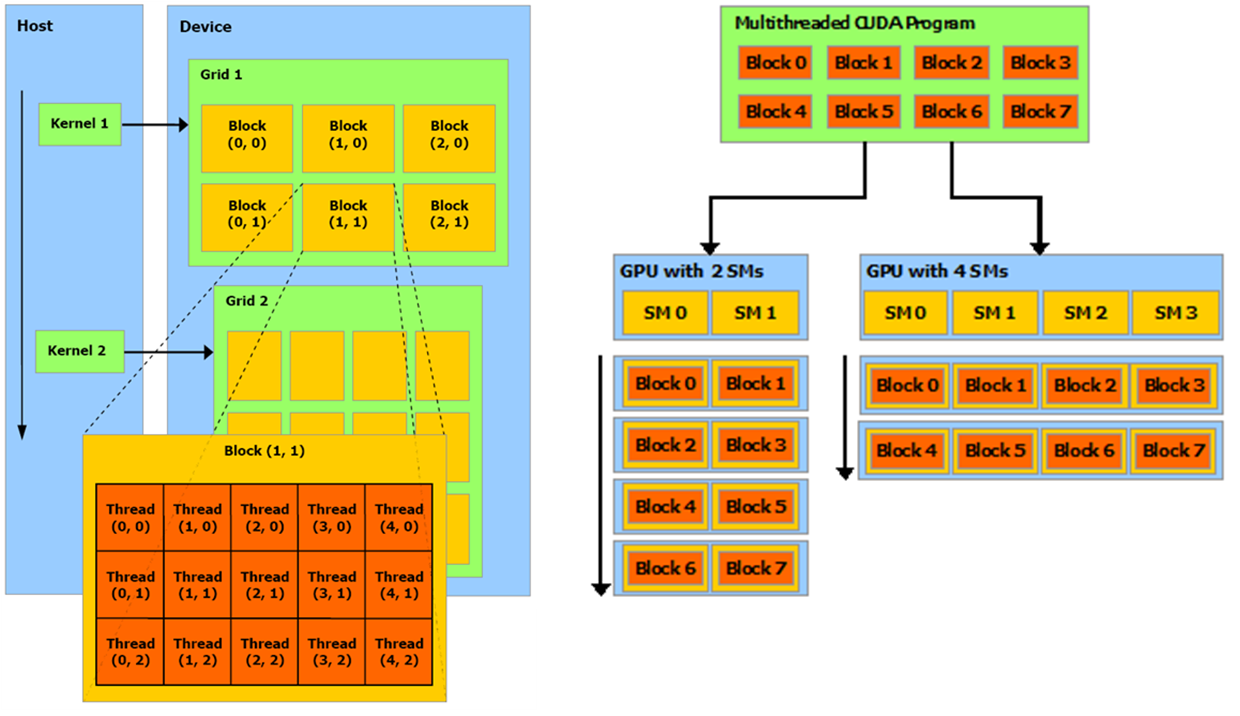 Host
Device
Grid 1
Kernel 1
Block
(0, 0)
Block
(1, 0)
Block
(2, 0)
Block
(0, 1)
Block
(1, 1)
Block
(2, 1)
Grid 2
Kernel 2
Block (1, 1)
Thread
(0, 0)
Thread
(1, 0)
Thread
(2, 0)
Thread
(3, 0)
Thread
(4, 0)
Thread
(0, 1)
Thread
(1, 1)
Thread
(2, 1)
Thread
(3, 1)
Thread
(4, 1)
Thread
(0, 2)
Thread
(1, 2)
Thread
(2, 2)
Thread
(3, 2)
Thread
(4, 2)
Multithreaded CUDA Program
Block 0 Block 1 Block 2 Block 3
Block 4 Block 5 Block 6 Block 7
GPU with 2 SMs
SM 0 SM 1
Block 0 Block 1
Block 2 Block 3
Block 4 Block 5
Block 6 Block 7
GPU with 4 SMs
SM 0 SM 1 SM 2 SM 3
Block 0 Block 1 Block 2 Block 3
Block 4 Block 5 Block 6 Block 7